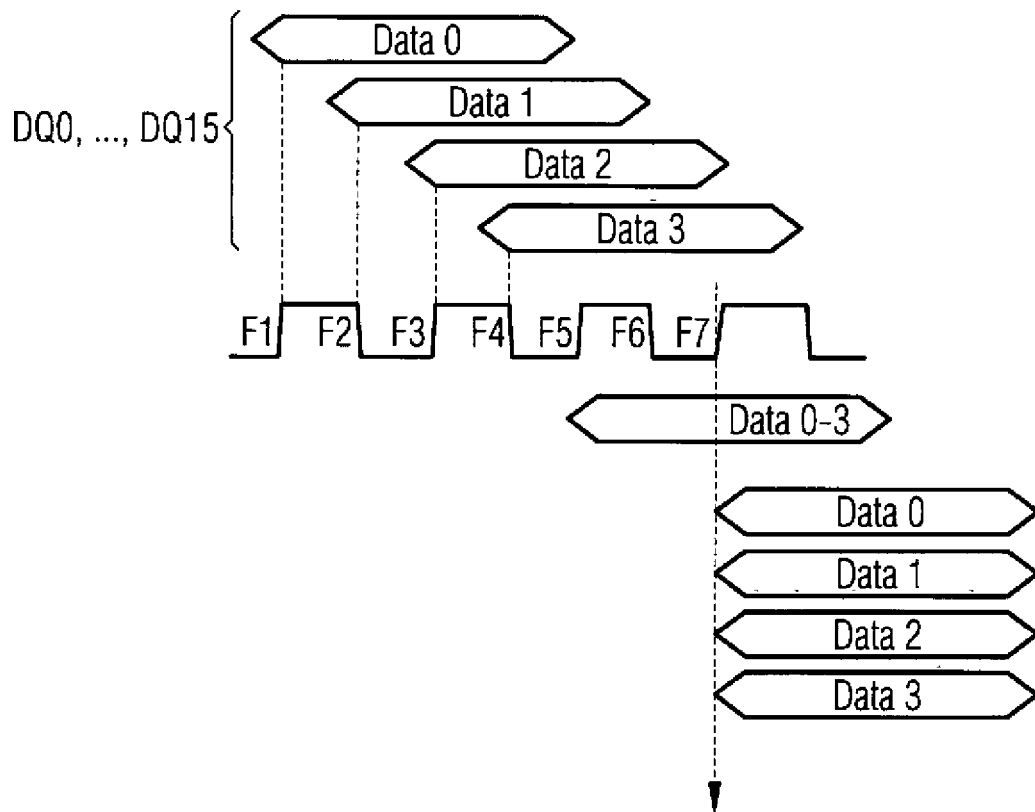 Data 0
Data 1
DQ0, ..., DQ15
Data 2
Data 3
F1 F2 F3 F4 F5 F6 F7
Data 0-3
Data 0
Data 1
Data 2
Data 3